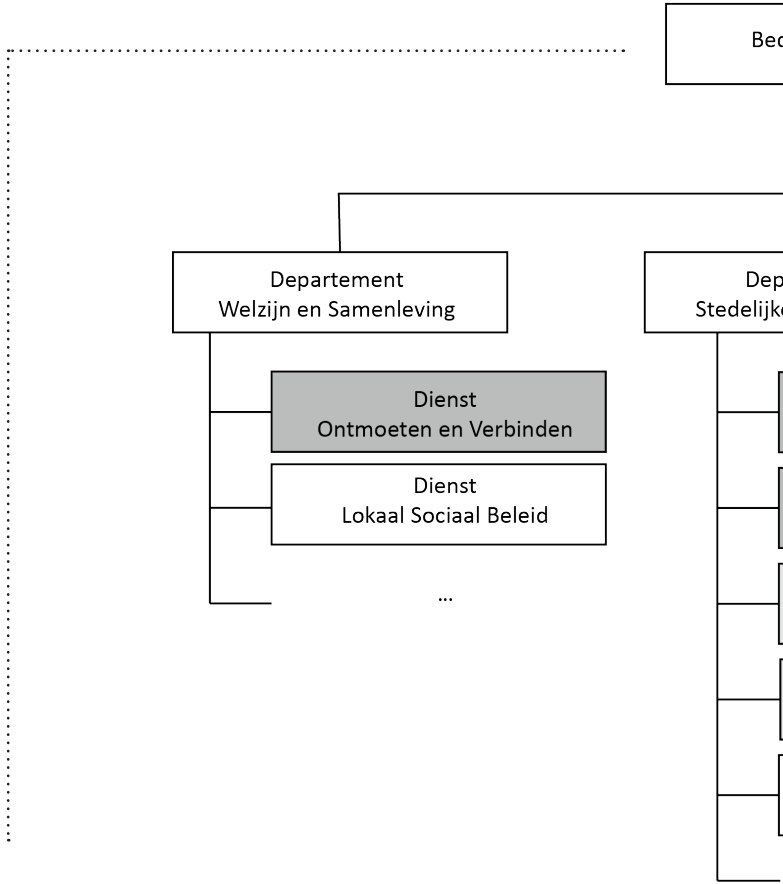 Departement
Welzijn en Samenleving
Dienst
Ontmoeten en Verbinden
Dienst
Lokaal Sociaal Beleid
...